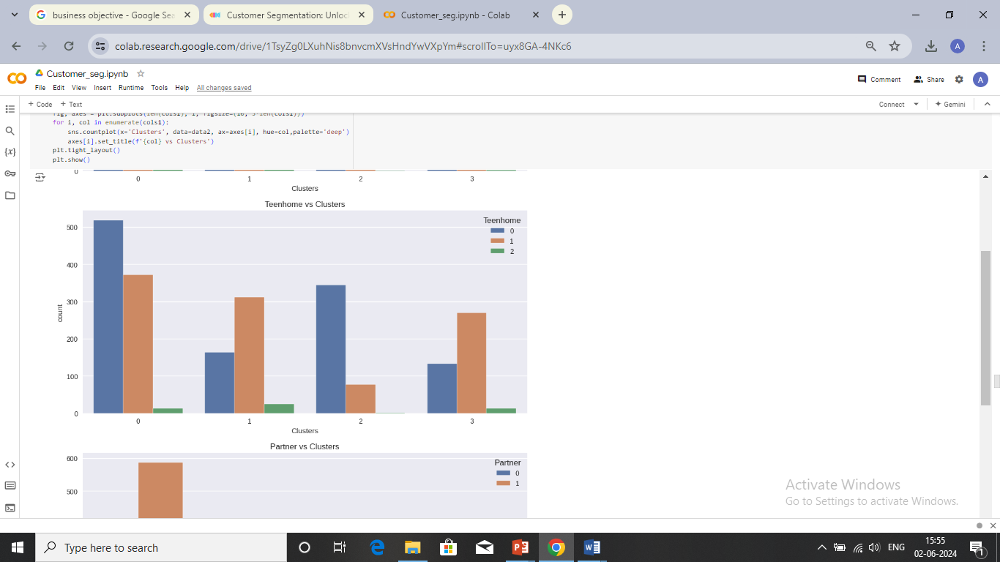 business objective - Google Sea
Customer Segmentation: Unloc
Customer_seg.ipynb - Colab
colab.research.google.com/drive/1TsyZg0LXuhNis8bnvcmXVsHndYwVXpYm#scrollTo=uyx8GA-4NKc6
A
Customer_seg.ipynb
File Edit View Insert Runtime Tools Help All changes saved
Comment Share A
+ Code + Text
Connect Gemini
fig, axes = plt.subplots(len(cols1), 1, figsize=(10, 5*len(cols1)))
for i, col in enumerate(cols1):
sns.countplot(x='Clusters', data=data2, ax=axes[i], hue=col,palette='deep')
axes[i].set_title(f'{col} vs Clusters')
plt.tight_layout()
plt.show()
0
0 1 2 3
Clusters
Teenhome vs Clusters
Teenhome
0
1
2
500
400
300
200
100
0
count
0 1 2 3
Clusters
Partner vs Clusters
Partner
0
1
600
500
Activate Windows
Go to Settings to activate Windows.
Type here to search
ENG
15:55
02-06-2024
1